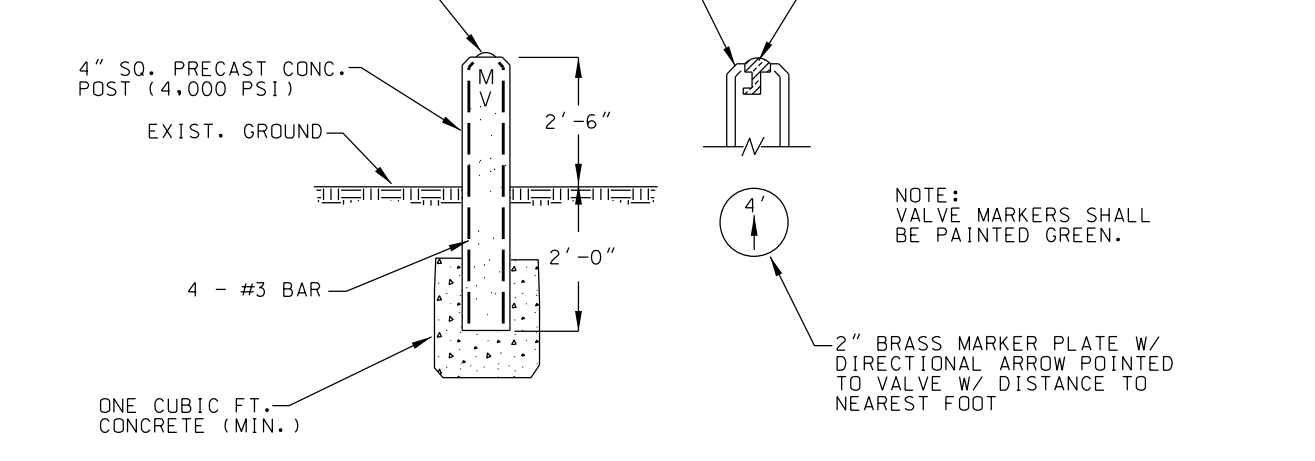 4" SQ. PRECAST CONC.
POST (4,000 PSI)
EXIST. GROUND
M
V
2'-6"
2'-0"
4 - #3 BAR
ONE CUBIC FT.
CONCRETE (MIN.)
4'
NOTE:
VALVE MARKERS SHALL
BE PAINTED GREEN.
2" BRASS MARKER PLATE W/
DIRECTIONAL ARROW POINTED
TO VALVE W/ DISTANCE TO
NEAREST FOOT